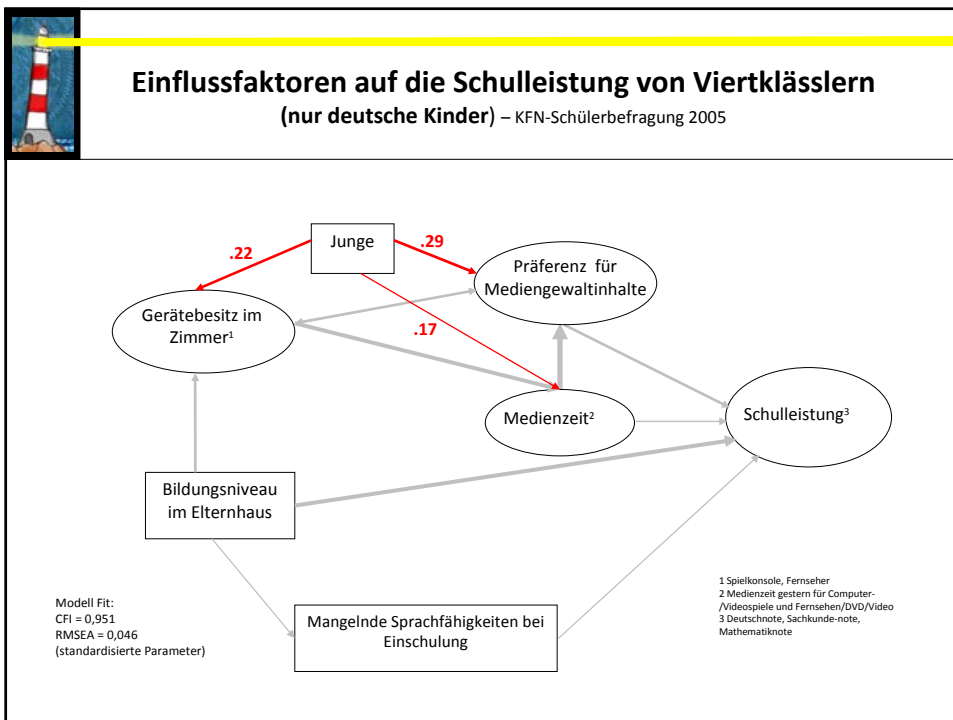 Einflussfaktoren auf die Schulleistung von Viertklässlern
(nur deutsche Kinder) – KFN-Schülerbefragung 2005
Junge
.22
.29
Präferenz für
Mediengewaltinhalte
Gerätebesitz im
Zimmer¹
.17
Medienzeit²
Schulleistung³
Bildungsniveau
im Elternhaus
Mangelnde Sprachfähigkeiten bei
Einschulung
Modell Fit:
CFI = 0,951
RMSEA = 0,046
(standardisierte Parameter)
1 Spielkonsole, Fernseher
2 Medienzeit gestern für Computer-
/Videospiele und Fernsehen/DVD/Video
3 Deutschnote, Sachkunde-note,
Mathematiknote